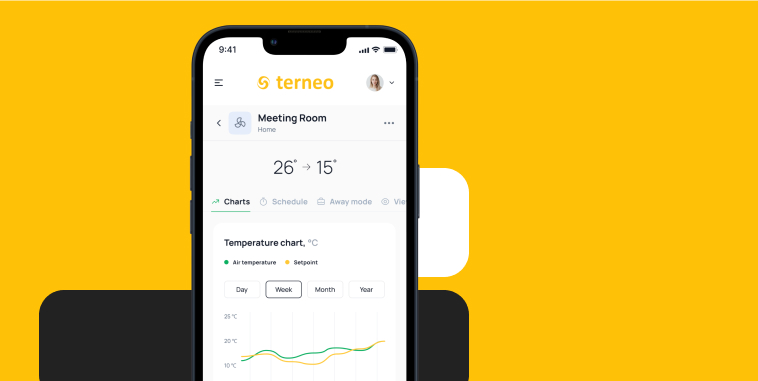 9:41
terneo
Meeting Room
Home
26° → 15°
Charts Schedule Away mode Vie
Temperature chart, °C
Air temperature Setpoint
Day Week Month Year
25 °C
20 °C
10 °C